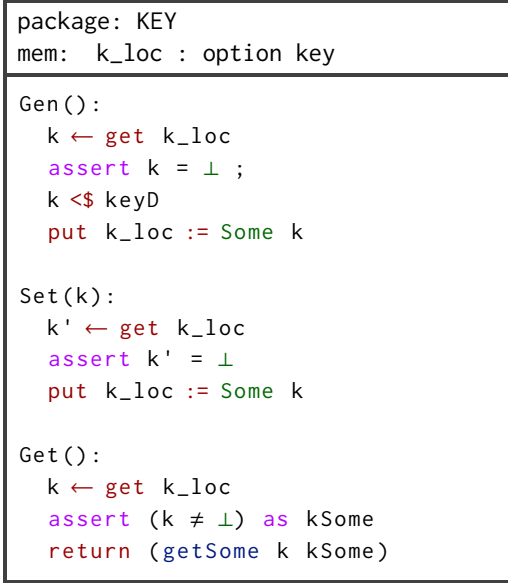 package: KEY
mem:  k_loc : option key
Gen():
  k ← get k_loc
  assert k = ⊥ ;
  k <$ keyD
  put k_loc := Some k
Set(k):
  k' ← get k_loc
  assert k' = ⊥
  put k_loc := Some k
Get():
  k ← get k_loc
  assert (k ≠ ⊥) as kSome
  return (getSome k kSome)